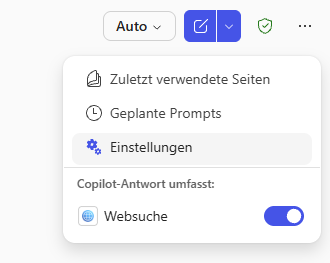 Auto
Zuletzt verwendete Seiten
Geplante Prompts
Einstellungen
Copilot-Antwort umfasst:
Websuche